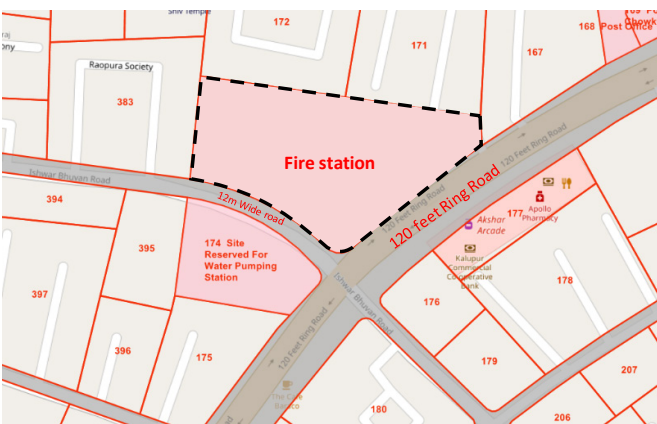 Shiv Temple
172
171
167
168 Post Office
Raopura Society
383
Fire station
120 Feet Ring Road
Ishwar Bhuvan Road
394
12m Wide road
120 Feet Ring Road
120 feet Ring Road
177
Apollo
Pharmacy
Akshar
Arcade
Kalupur
Commercial
Co-operative
Bank
174 Site
Reserved For
Water Pumping
Station
395
397
396
175
Ishwar Bhuvan Road
120 Feet Ring Road
176
178
179
207
206
180